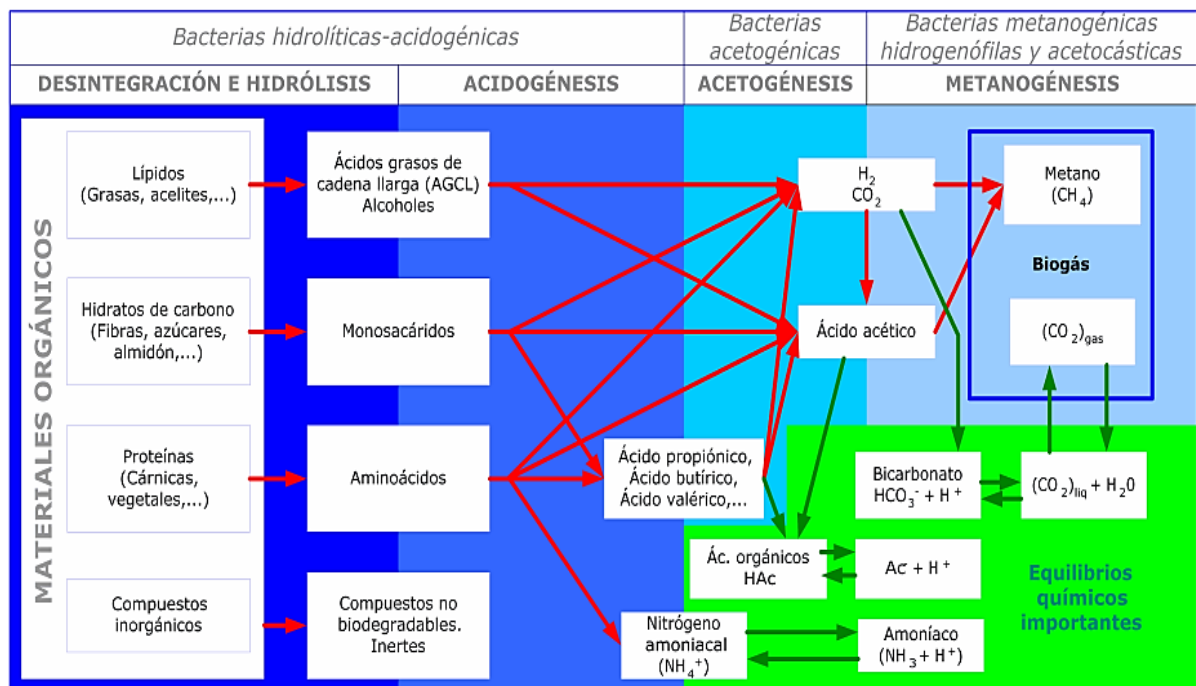 Bacterias hidrolíticas-acidogénicas
Bacterias
acetogénicas
Bacterias metanogénicas
hidrogenófilas y acetocásticas
DESINTEGRACIÓN E HIDRÓLISIS
ACIDOGÉNESIS
ACETOGÉNESIS
METANOGÉNESIS
MATERIALES ORGÁNICOS
Lípidos
(Grasas, acelites,...)
Ácidos grasos de
cadena llarga (AGCL)
Alcoholes
H₂
CO₂
Metano
(CH₄)
Biogás
Hidratos de carbono
(Fibras, azúcares,
almidón,...)
Monosacáridos
Ácido acético
(CO₂)gas
Proteínas
(Cárnicas,
vegetales,...)
Aminoácidos
Ácido propiónico,
Ácido butírico,
Ácido valérico,...
Bicarbonato
HCO₃⁻ + H⁺
(CO₂)liq + H₂0
Ác. orgánicos
HAc
Ac⁻ + H⁺
Equilibrios
químicos
importantes
Compuestos
inorgánicos
Compuestos no
biodegradables.
Inertes
Nitrógeno
amoniacal
(NH₄⁺)
Amoníaco
(NH₃ + H⁺)